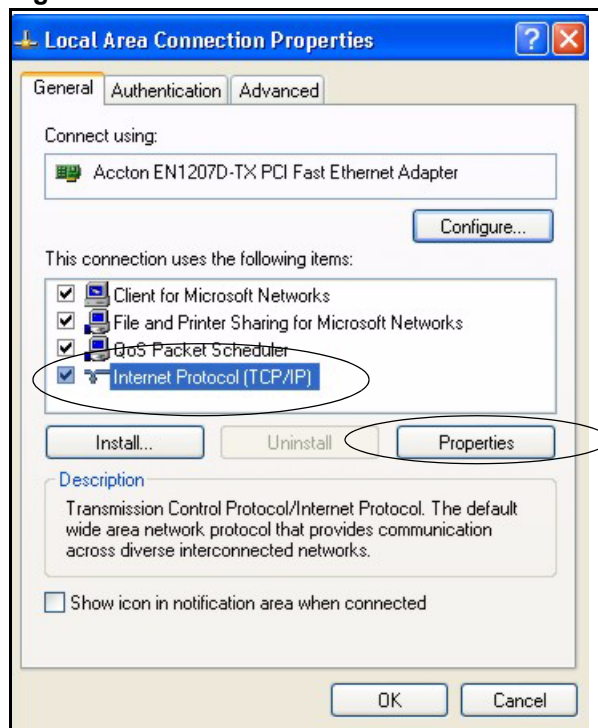 Local Area Connection Properties
General Authentication Advanced
Connect using:
Accton EN1207D-TX PCI Fast Ethernet Adapter
Configure...
This connection uses the following items:
Client for Microsoft Networks
File and Printer Sharing for Microsoft Networks
QoS Packet Scheduler
Internet Protocol (TCP/IP)
Install... Uninstall Properties
Description
Transmission Control Protocol/Internet Protocol. The default
wide area network protocol that provides communication
across diverse interconnected networks.
Show icon in notification area when connected
OK Cancel